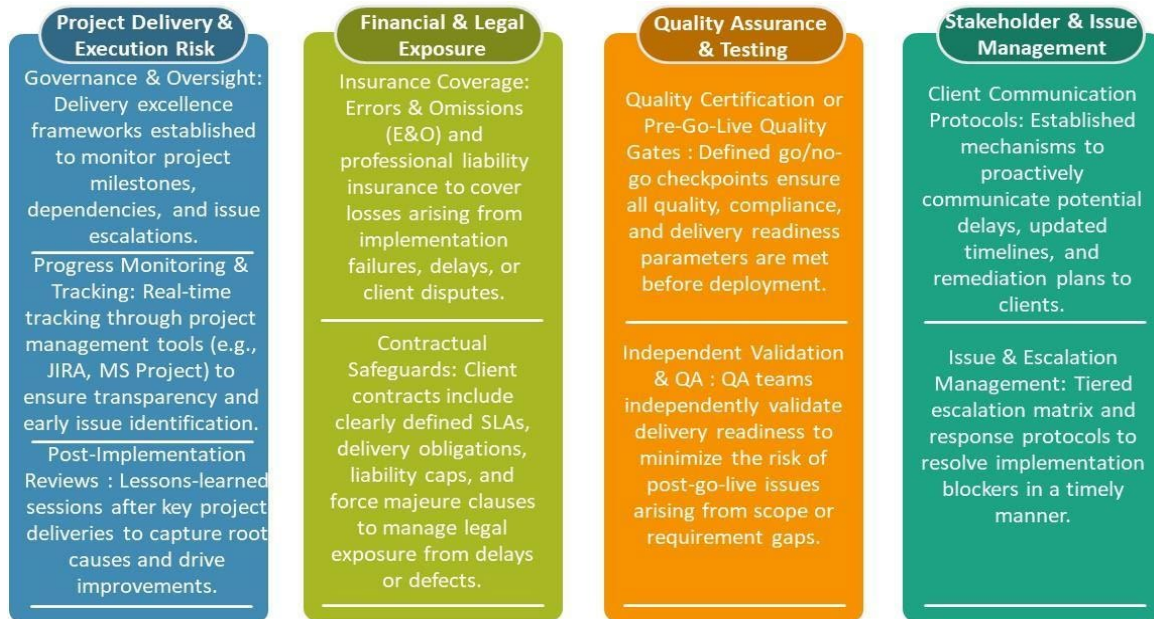 Project Delivery &
Execution Risk
Governance & Oversight:
Delivery excellence
frameworks established
to monitor project
milestones,
dependencies, and issue
escalations.
Progress Monitoring &
Tracking: Real-time
tracking through project
management tools (e.g.,
JIRA, MS Project) to
ensure transparency and
early issue identification.
Post-Implementation
Reviews : Lessons-learned
sessions after key project
deliveries to capture root
causes and drive
improvements.
Financial & Legal
Exposure
Insurance Coverage:
Errors & Omissions
(E&O) and
professional liability
insurance to cover
losses arising from
implementation
failures, delays, or
client disputes.
Contractual
Safeguards: Client
contracts include
clearly defined SLAs,
delivery obligations,
liability caps, and
force majeure clauses
to manage legal
exposure from delays
or defects.
Quality Assurance
& Testing
Quality Certification or
Pre-Go-Live Quality
Gates : Defined go/no-
go checkpoints ensure
all quality, compliance,
and delivery readiness
parameters are met
before deployment.
Independent Validation
& QA : QA teams
independently validate
delivery readiness to
minimize the risk of
post-go-live issues
arising from scope or
requirement gaps.
Stakeholder & Issue
Management
Client Communication
Protocols: Established
mechanisms to
proactively
communicate potential
delays, updated
timelines, and
remediation plans to
clients.
Issue & Escalation
Management: Tiered
escalation matrix and
response protocols to
resolve implementation
blockers in a timely
manner.